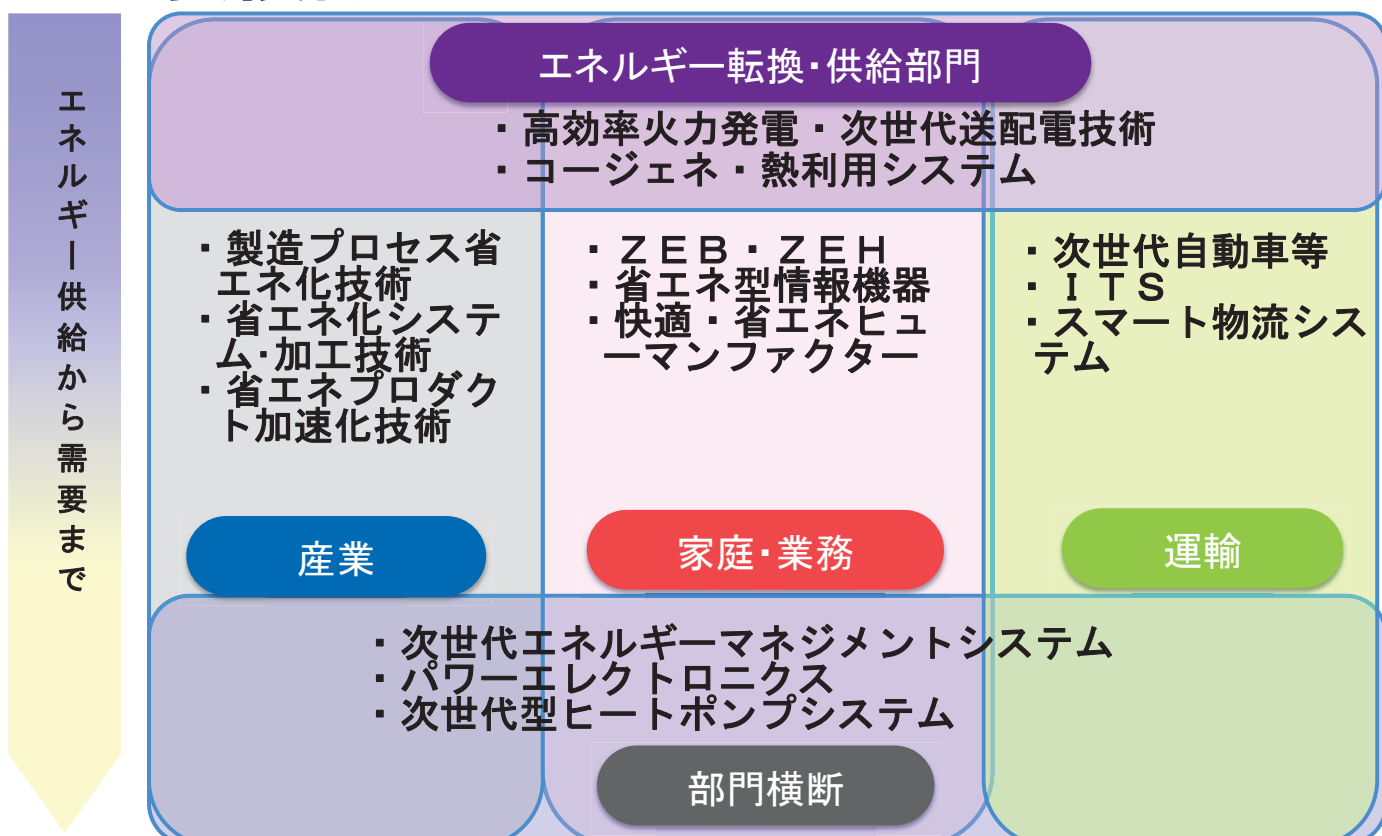 エネルギー供給から需要まで
エネルギー転換・供給部門
・高効率火力発電・次世代送配電技術
・コージェネ・熱利用システム
・製造プロセス省
エネ化技術
・省エネ化システ
ム・加工技術
・省エネプロダク
ト加速化技術
産業
・ＺＥＢ・ＺＥＨ
・省エネ型情報機器
・快適・省エネヒュ
ーマンファクター
家庭・業務
・次世代自動車等
・ＩＴＳ
・スマート物流シス
テム
運輸
・次世代エネルギーマネジメントシステム
・パワーエレクトロニクス
・次世代型ヒートポンプシステム
部門横断